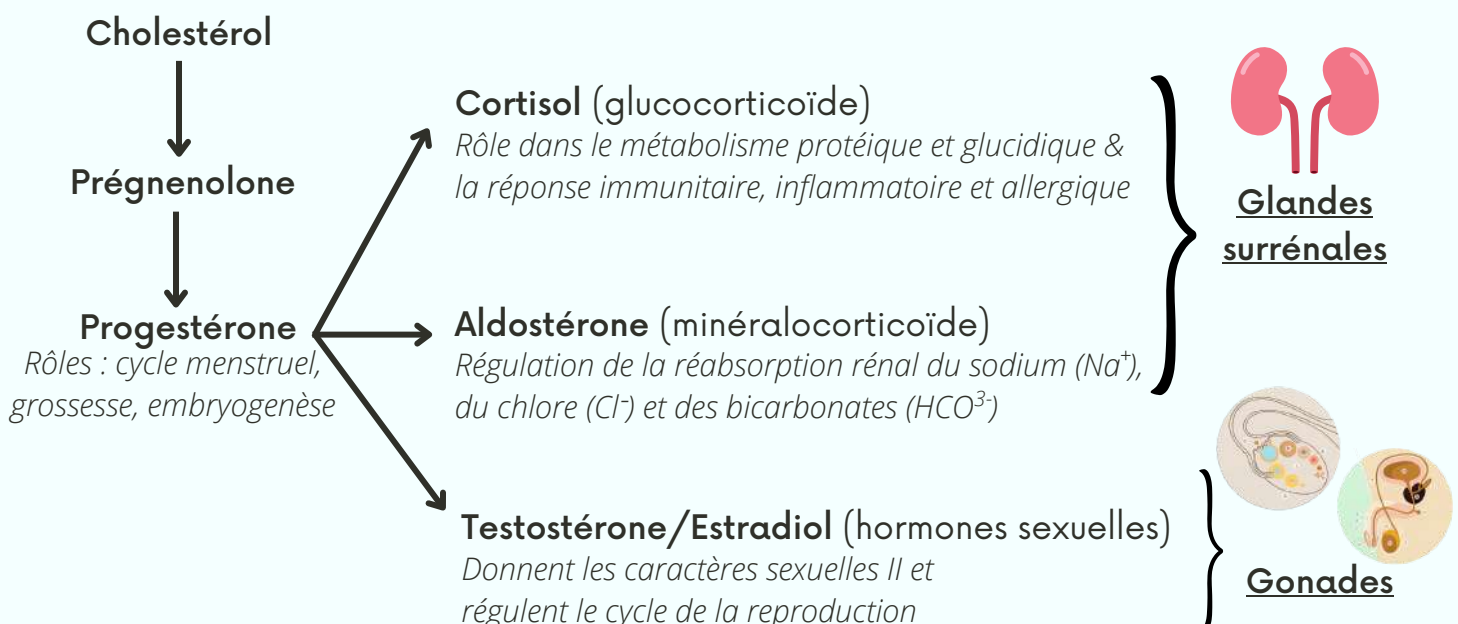 Cholestérol
Prégnenolone
Progestérone
Rôles : cycle menstruel,
grossesse, embryogenèse
Cortisol (glucocorticoïde)
Rôle dans le métabolisme protéique et glucidique &
la réponse immunitaire, inflammatoire et allergique
Aldostérone (minéralocorticoïde)
Régulation de la réabsorption rénal du sodium (Na⁺),
du chlore (Cl⁻) et des bicarbonates (HCO³⁻)
Testostérone/Estradiol (hormones sexuelles)
Donnent les caractères sexuelles II et
régulent le cycle de la reproduction
Glandes
surrénales
Gonades